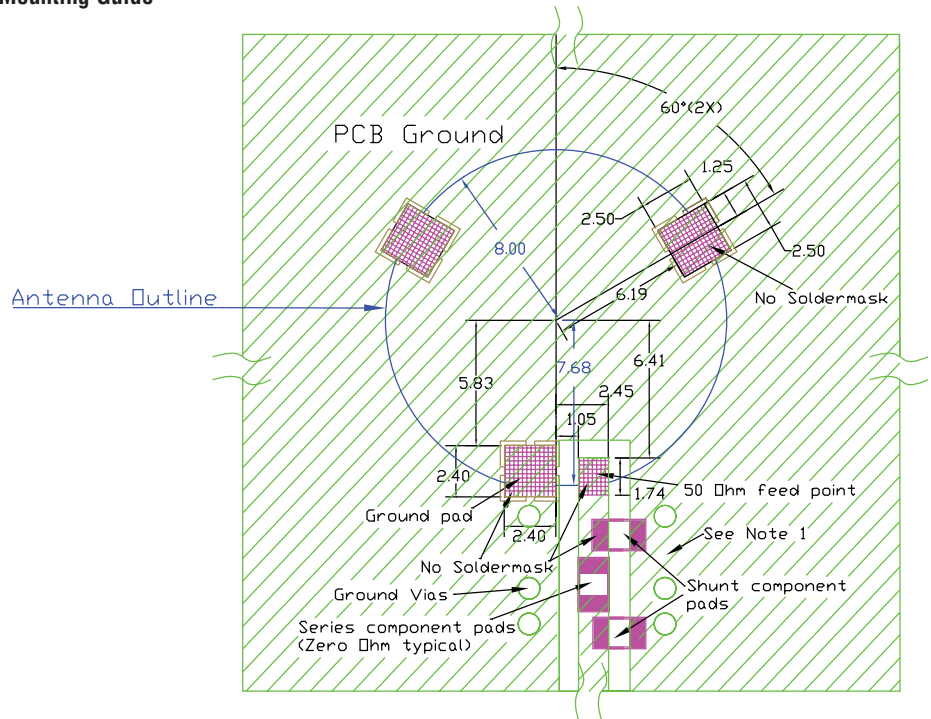 Mounting Guide
60°(2X)
PCB Ground
1.25
2.50
8.00
2.50
6.19
Antenna Outline
No Soldermask
6.41
7.68
5.83
2.45
1.05
2.40
1.74
50 Ohm feed point
Ground pad
2.40
See Note 1
No Soldermask
Ground Vias
Shunt component
pads
Series component pads
(Zero Ohm typical)